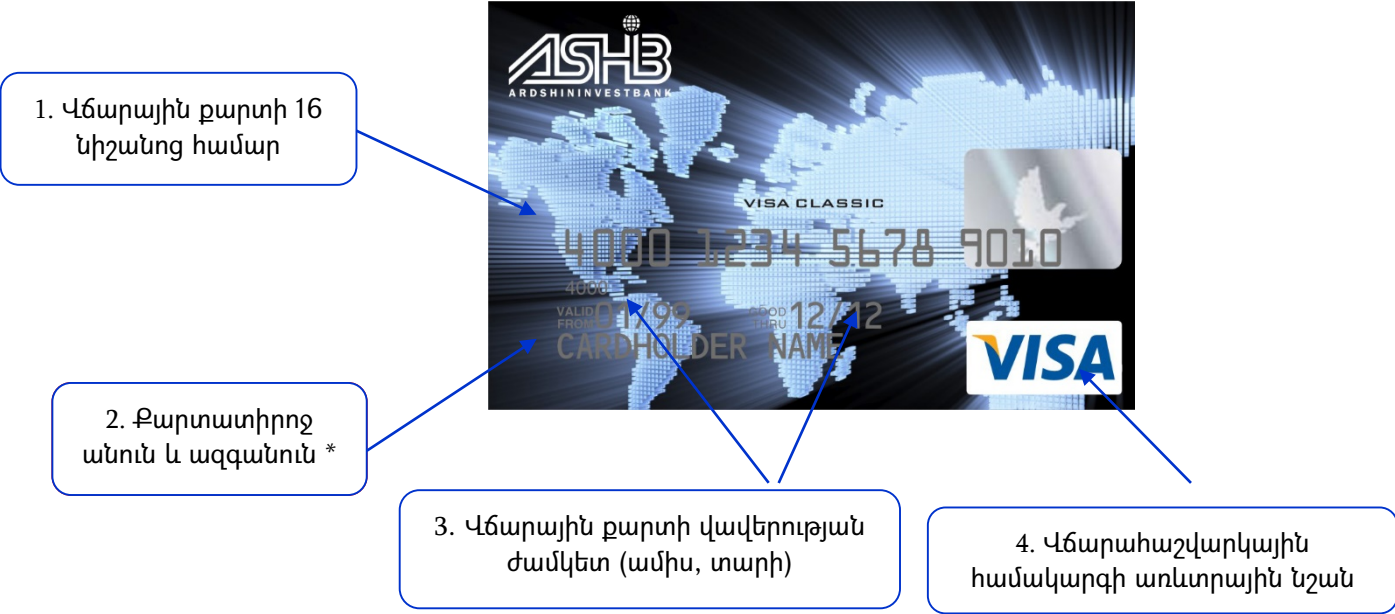 ASHB
ARDSHININVESTBANK
1. Վճարային քարտի 16
նիշանոց համար
VISA CLASSIC
4000 1234 5678 9010
4000
VALID FROM 01/99 GOOD THRU 12/12
CARDHOLDER NAME
VISA
2. Քարտատիրոջ
անուն և ազգանուն *
3. Վճարային քարտի վավերության
ժամկետ (ամիս, տարի)
4. Վճարահաշվարկային
համակարգի առևտրային նշան